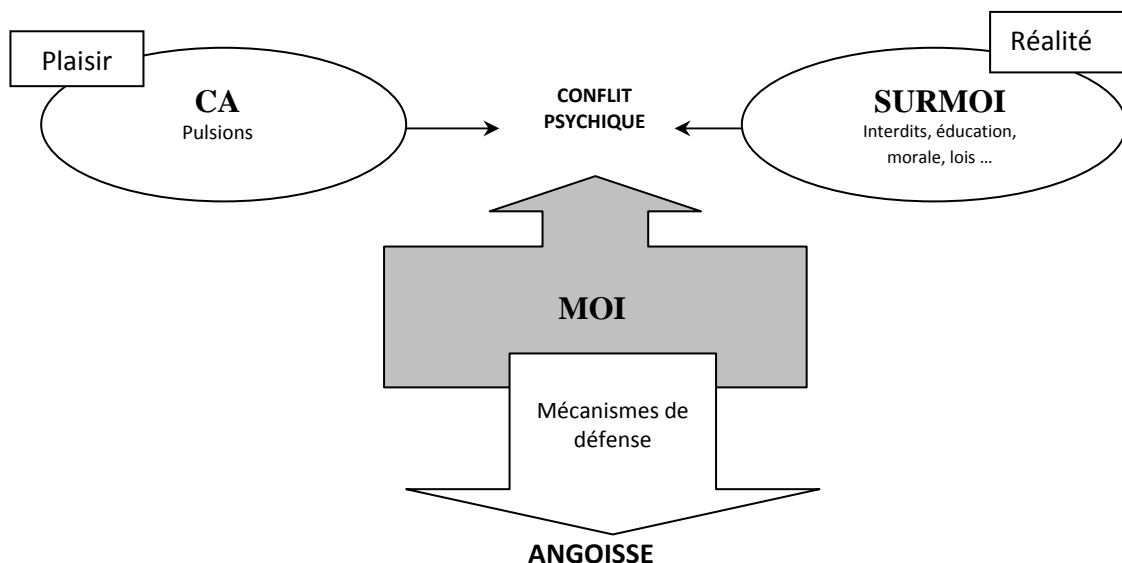 Plaisir
CA
Pulsions
CONFLIT
PSYCHIQUE
Réalité
SURMOI
Interdits, éducation,
morale, lois ...
MOI
Mécanismes de
défense
ANGOISSE